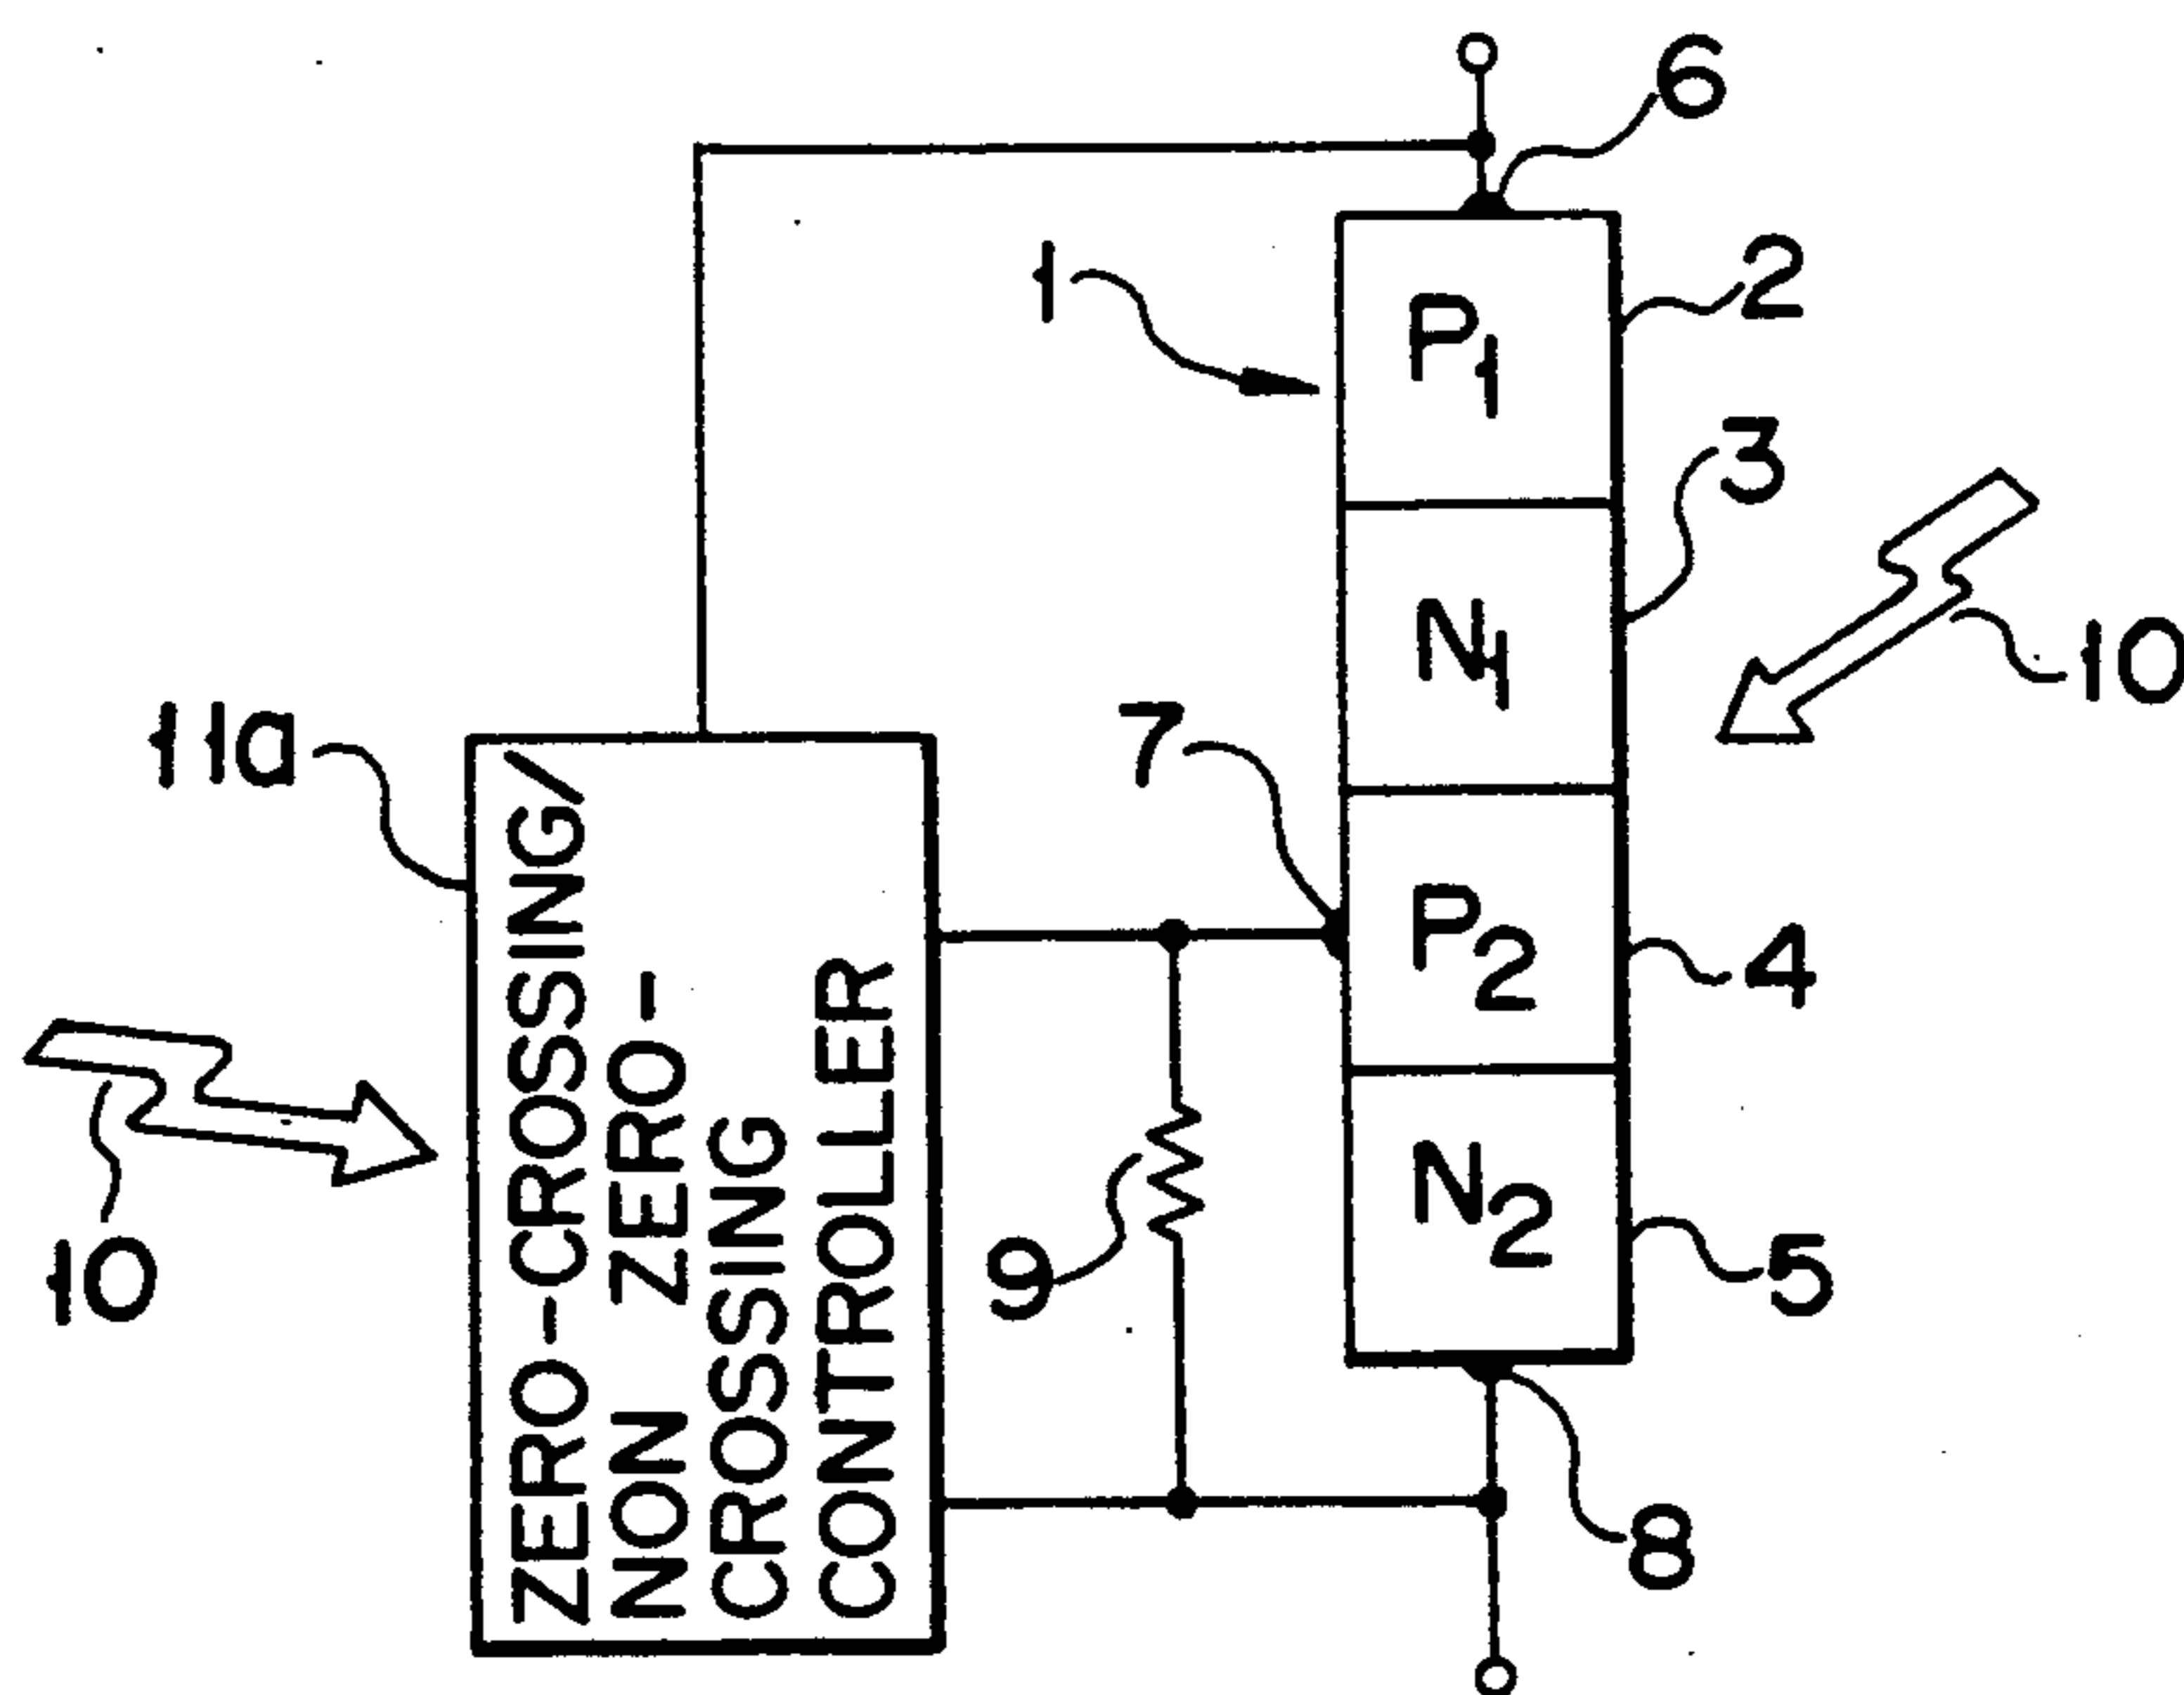 6
1
2
P1
3
N1
10
11a
7
P2
4
ZERO-CROSSING/
NON ZERO-
CROSSING
CONTROLLER
10
9
N2
5
8